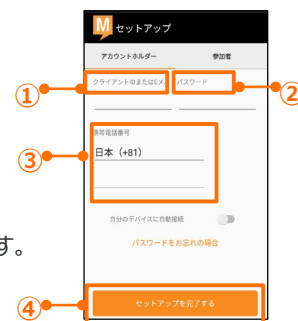 M セットアップ
アカウントホルダー 参加者
① クライアントIDまたはEメ パスワード ②
携帯電話番号
③ 日本 (+81)
自分のデバイスに自動接続
す。
パスワードをお忘れの場合
④ セットアップを完了する